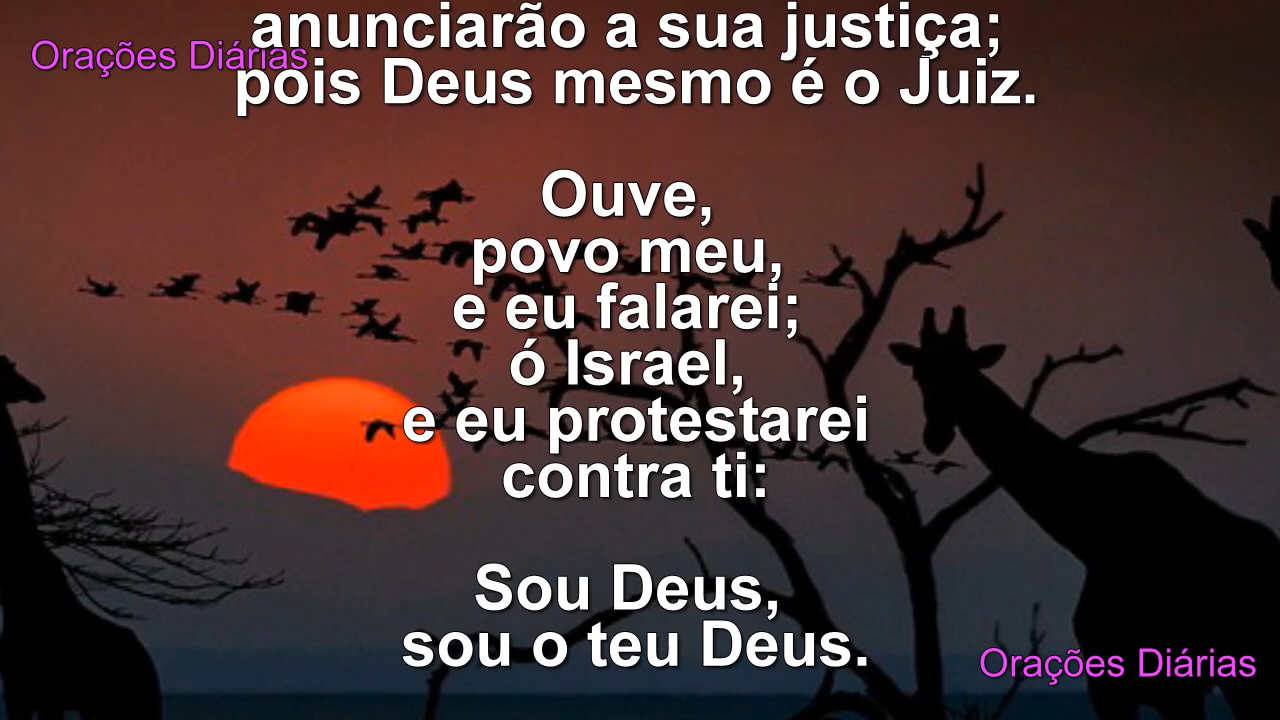 anunciarão a sua justiça;
Orações Diárias
pois Deus mesmo é o Juiz.
Ouve,
povo meu,
e eu falarei;
ó Israel,
e eu protestarei
contra ti:
Sou Deus,
sou o teu Deus.
Orações Diárias